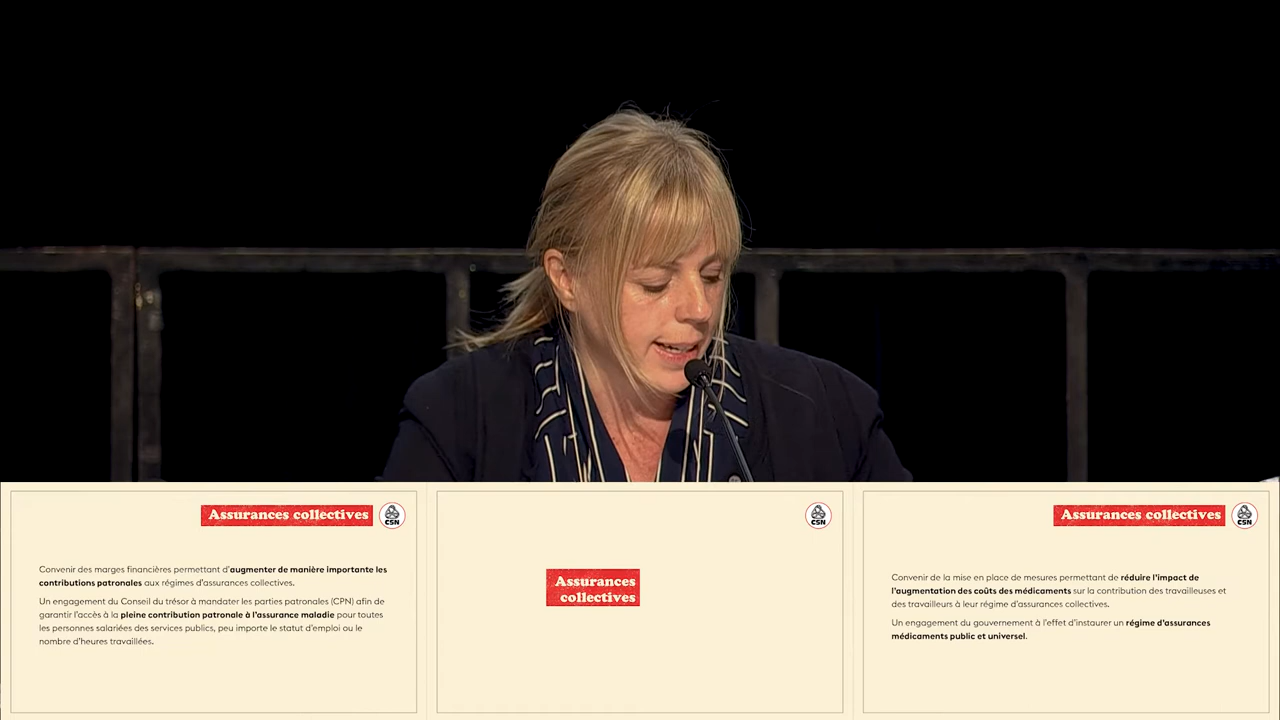 Assurances collectives
CSN
Convenir des marges financières permettant d'augmenter de manière importante les
contributions patronales aux régimes d'assurances collectives.
Un engagement du Conseil du trésor à mandater les parties patronales (CPN) afin de
garantir l'accès à la pleine contribution patronale à l'assurance maladie pour toutes
les personnes salariées des services publics, peu importe le statut d'emploi ou le
nombre d'heures travaillées.
CSN
Assurances
collectives
Assurances collectives
CSN
Convenir de la mise en place de mesures permettant de réduire l'impact de
l'augmentation des coûts des médicaments sur la contribution des travailleuses et
des travailleurs à leur régime d'assurances collectives.
Un engagement du gouvernement à l'effet d'instaurer un régime d'assurances
médicaments public et universel.